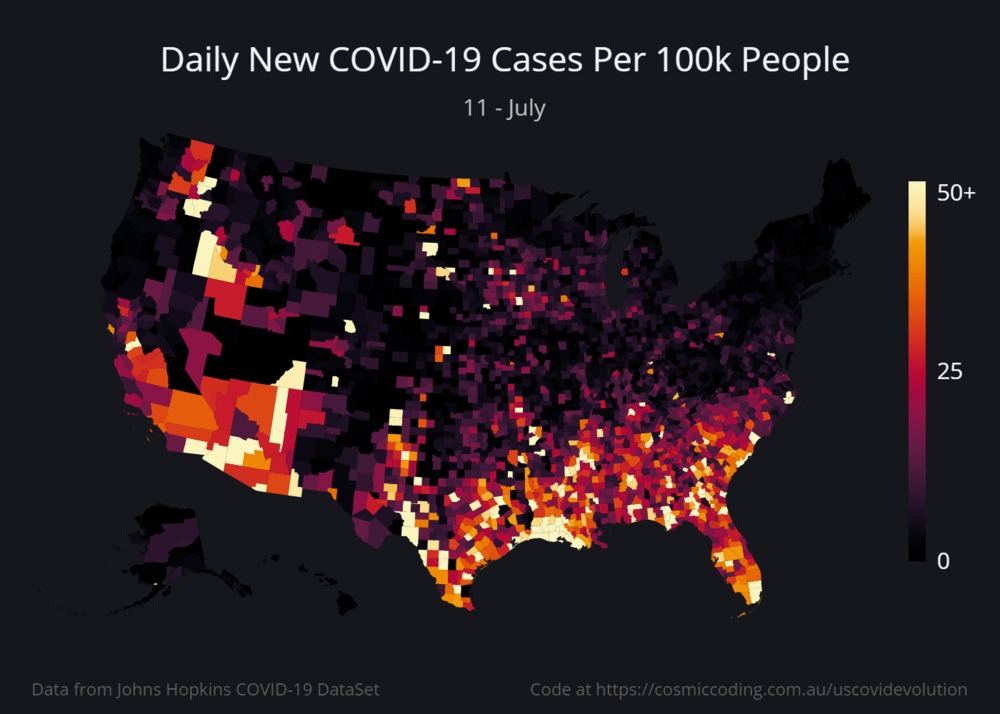 Daily New COVID-19 Cases Per 100k People
11 - July
50+
25
0
Data from Johns Hopkins COVID-19 DataSet
Code at https://cosmiccoding.com.au/uscovidevolution